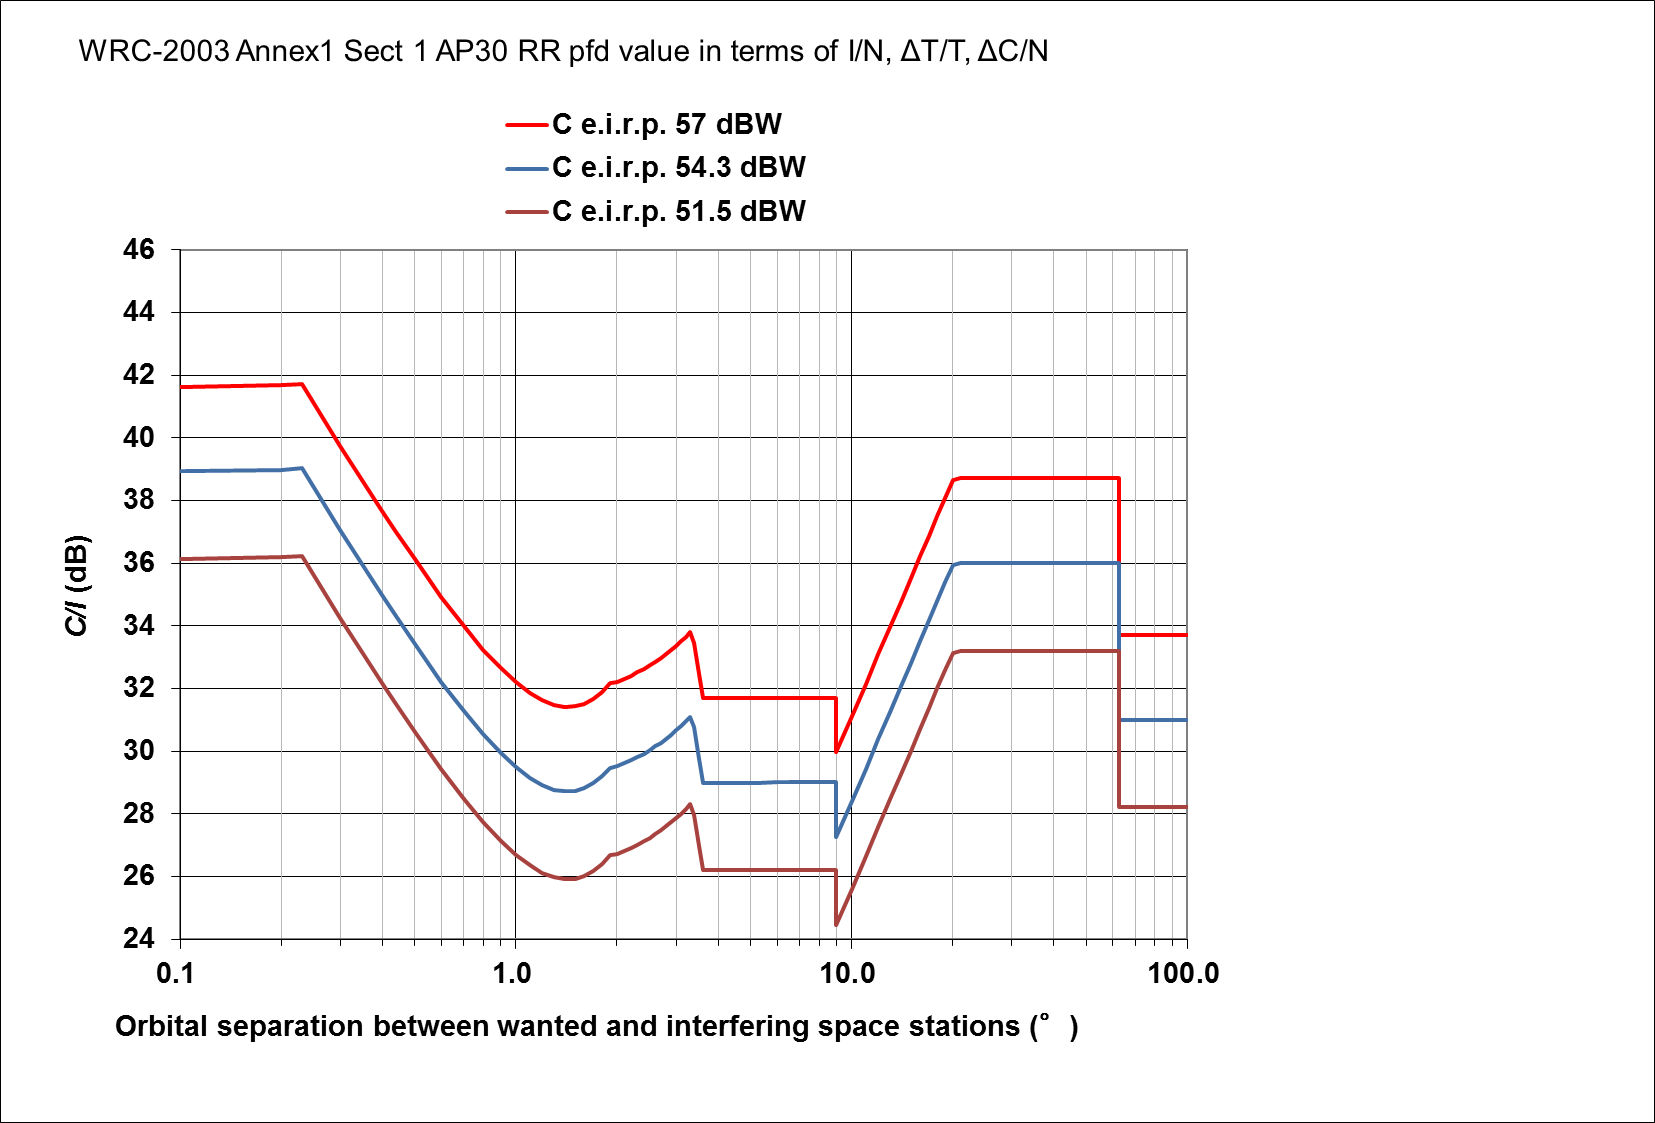 WRC-2003 Annex1 Sect 1 AP30 RR pfd value in terms of I/N, ΔT/T, ΔC/N
C e.i.r.p. 57 dBW
C e.i.r.p. 54.3 dBW
C e.i.r.p. 51.5 dBW
46
44
42
40
38
36
34
32
30
28
26
24
C/I (dB)
0.1
1.0
10.0
100.0
Orbital separation between wanted and interfering space stations (° )